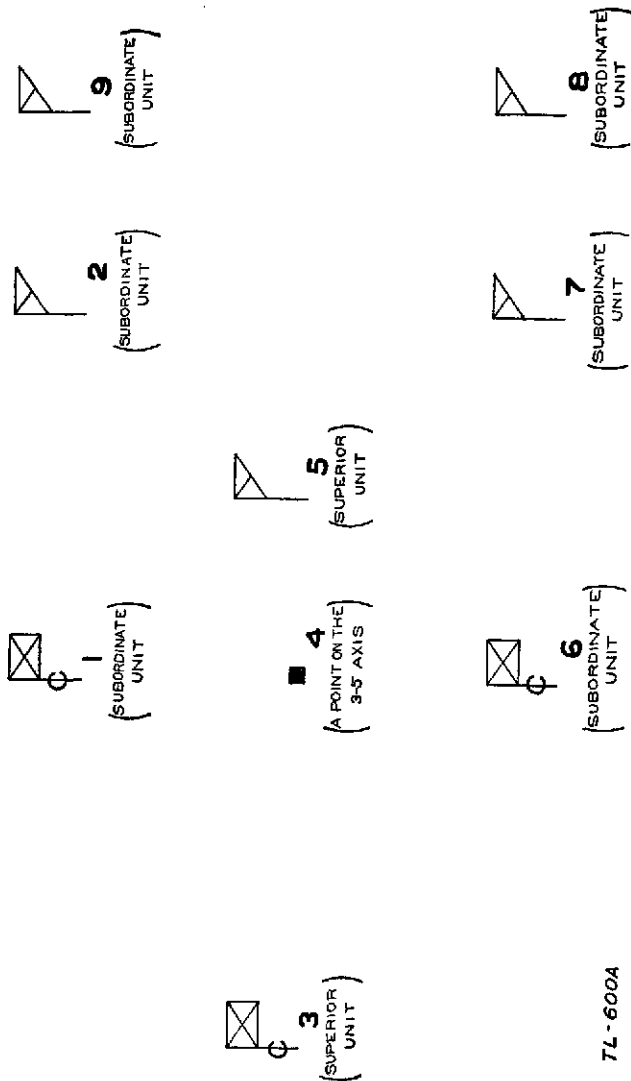 9
(SUBORDINATE
UNIT)
8
(SUBORDINATE
UNIT)
2
(SUBORDINATE
UNIT)
7
(SUBORDINATE
UNIT)
5
(SUPERIOR
UNIT)
1
(SUBORDINATE
UNIT)
4
(A POINT ON THE
3-5 AXIS)
6
(SUBORDINATE
UNIT)
3
(SUPERIOR
UNIT)
TL-600A